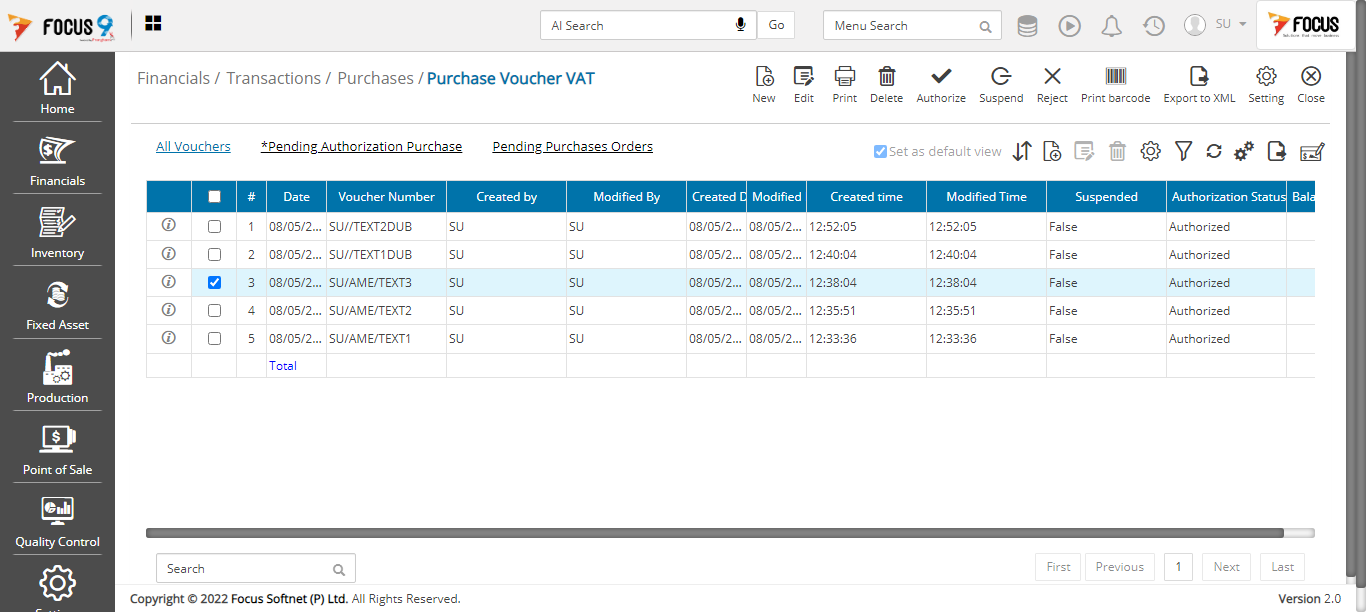 FOCUS 9
AI Search
Go
Menu Search
SU
FOCUS
Home
Financials
Inventory
Fixed Asset
Production
Point of Sale
Quality Control
Financials / Transactions / Purchases / Purchase Voucher VAT
New Edit Print Delete Authorize Suspend Reject Print barcode Export to XML Setting Close
All Vouchers *Pending Authorization Purchase Pending Purchases Orders
Set as default view
# Date Voucher Number Created by Modified By Created D Modified Created time Modified Time Suspended Authorization Status Bala
1 08/05/2... SU//TEXT2DUB SU SU 08/05/2... 08/05/2... 12:52:05 12:52:05 False Authorized
2 08/05/2... SU//TEXT1DUB SU SU 08/05/2... 08/05/2... 12:40:04 12:40:04 False Authorized
3 08/05/2... SU/AME/TEXT3 SU SU 08/05/2... 08/05/2... 12:38:04 12:38:04 False Authorized
4 08/05/2... SU/AME/TEXT2 SU SU 08/05/2... 08/05/2... 12:35:51 12:35:51 False Authorized
5 08/05/2... SU/AME/TEXT1 SU SU 08/05/2... 08/05/2... 12:33:36 12:33:36 False Authorized
Total
Search
First Previous 1 Next Last
Copyright © 2022 Focus Softnet (P) Ltd. All Rights Reserved.
Version 2.0